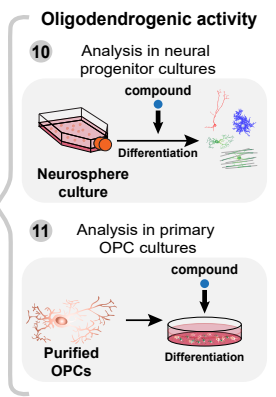 Oligodendrogenic activity
10
Analysis in neural
progenitor cultures
compound
Differentiation
Neurosphere
culture
11
Analysis in primary
OPC cultures
compound
Purified
OPCs
Differentiation